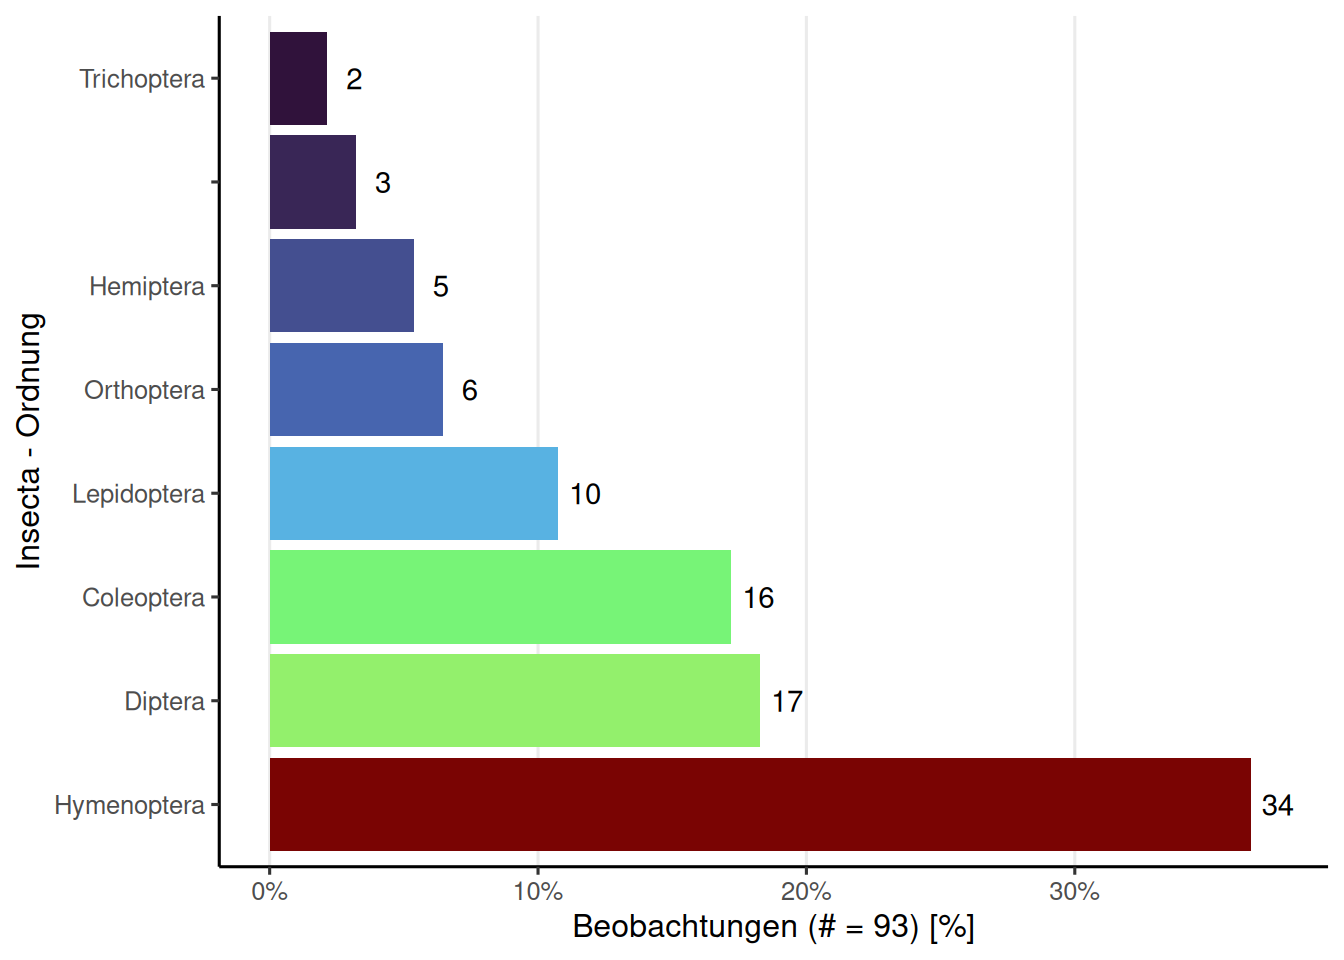 Insecta - Ordnung
Trichoptera 2
3
Hemiptera 5
Orthoptera 6
Lepidoptera 10
Coleoptera 16
Diptera 17
Hymenoptera 34
0% 10% 20% 30%
Beobachtungen (# = 93) [%]